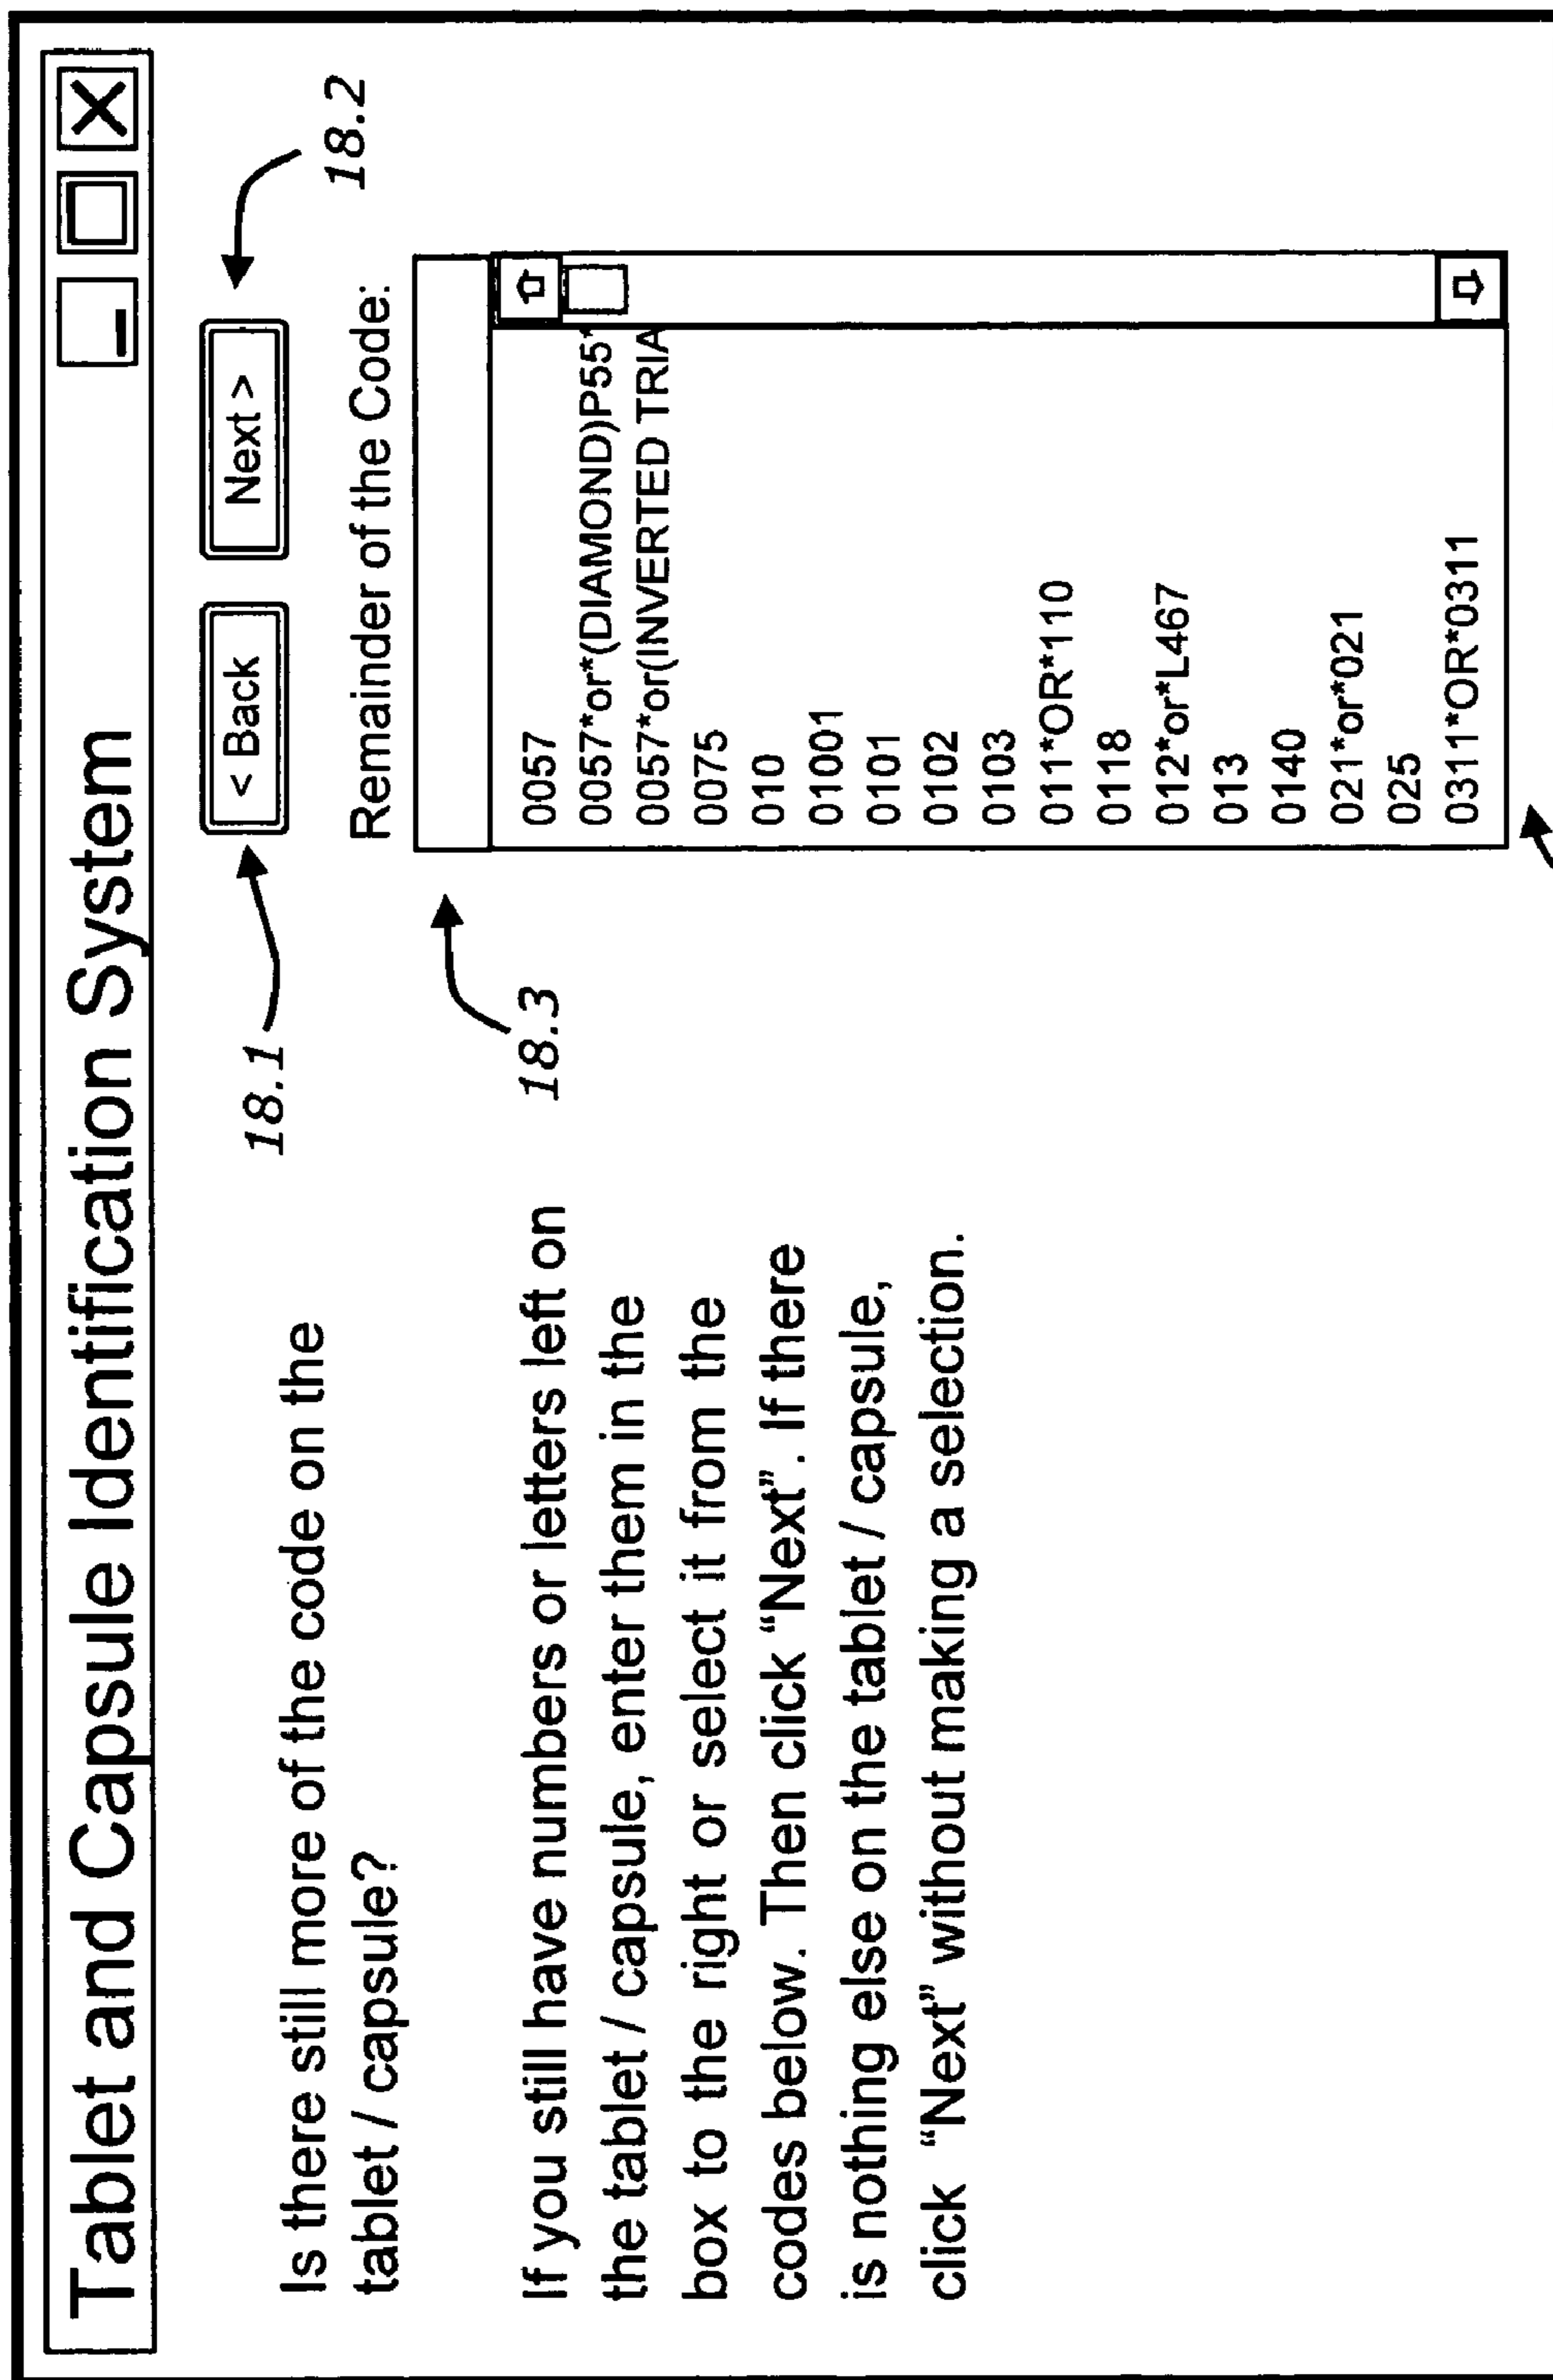 Tablet and Capsule Identification System
< Back
Next >
18.1
18.2
Is there still more of the code on the
tablet / capsule?
Remainder of the Code:
18.3
If you still have numbers or letters left on
the tablet / capsule, enter them in the
box to the right or select it from the
codes below. Then click “Next”. If there
is nothing else on the tablet / capsule,
click “Next” without making a selection.
0057
0057*or*(DIAMOND)P55*
0057*or(INVERTED TRIA
0075
010
01001
0101
0102
0103
011*OR*110
0118
012*or*L467
013
0140
021*or*021
025
0311*OR*0311